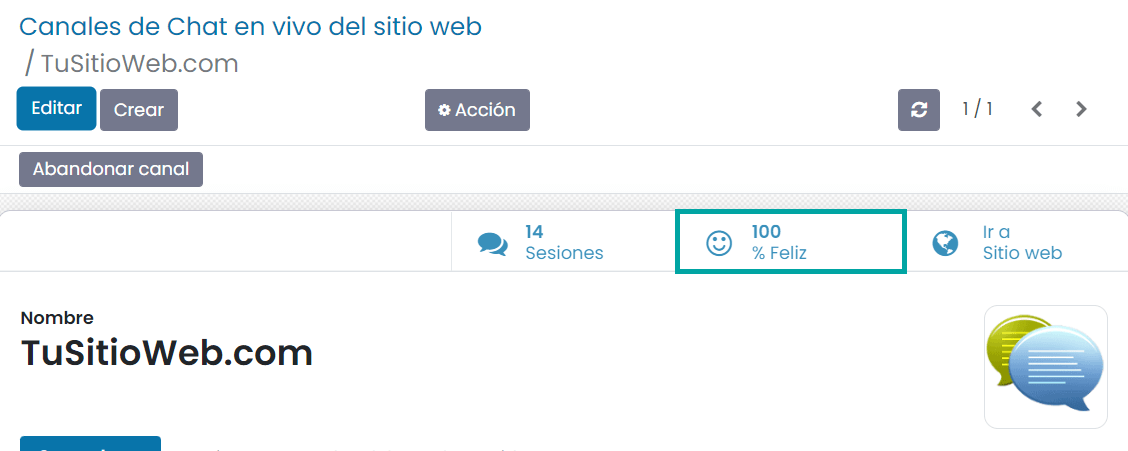 Canales de Chat en vivo del sitio web
/ TuSitioWeb.com
Editar Crear Acción 1 / 1
Abandonar canal
14
Sesiones
100
% Feliz
Ir a
Sitio web
Nombre
TuSitioWeb.com